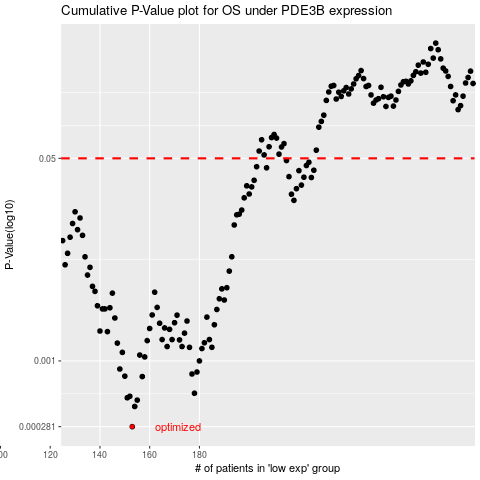 Cumulative P-Value plot for OS under PDE3B expression
P-Value(log10)
0.05
0.001
0.000281
optimized
00 120 140 160 180
# of patients in 'low exp' group